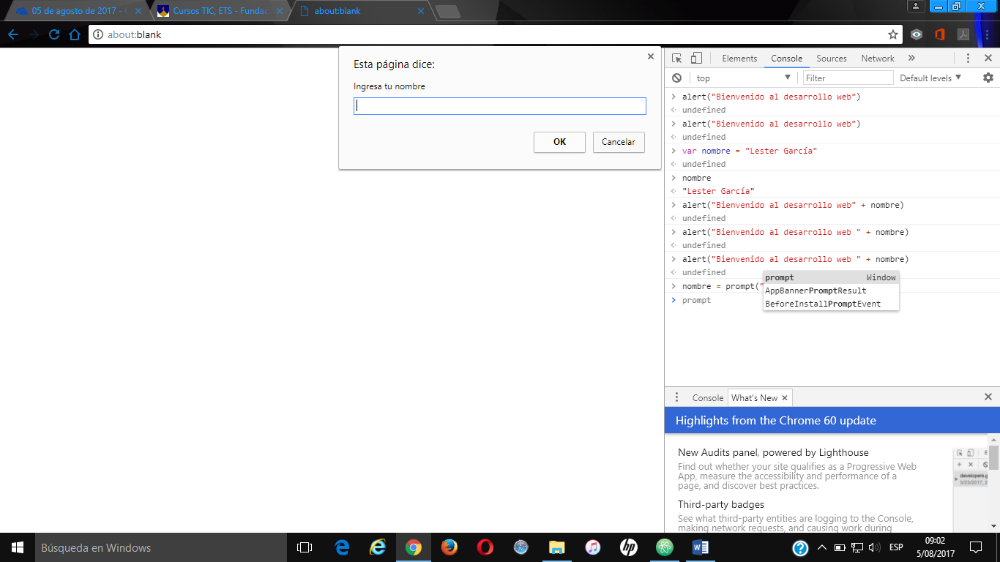 05 de agosto de 2017 - 
Cursos TIC, ETS - Fundac
about:blank
about:blank
Esta página dice:
Ingresa tu nombre
OK
Cancelar
Elements
Console
Sources
Network
top
Filter
Default levels
alert("Bienvenido al desarrollo web")
undefined
alert("Bienvenido al desarrollo web")
undefined
var nombre = "Lester García"
undefined
nombre
"Lester García"
alert("Bienvenido al desarrollo web" + nombre)
undefined
alert("Bienvenido al desarrollo web " + nombre)
undefined
alert("Bienvenido al desarrollo web " + nombre)
undefined
nombre = prompt("
prompt
prompt Window
AppBannerPromptResult
BeforeInstallPromptEvent
Console
What's New
Highlights from the Chrome 60 update
New Audits panel, powered by Lighthouse
Find out whether your site qualifies as a Progressive Web
App, measure the accessibility and performance of a
page, and discover best practices.
Third-party badges
See what third-party entities are logging to the Console,
making network requests, and causing work during
developers.g
5/23/2017, 2
Búsqueda en Windows
hp
ESP
09:02
5/08/2017